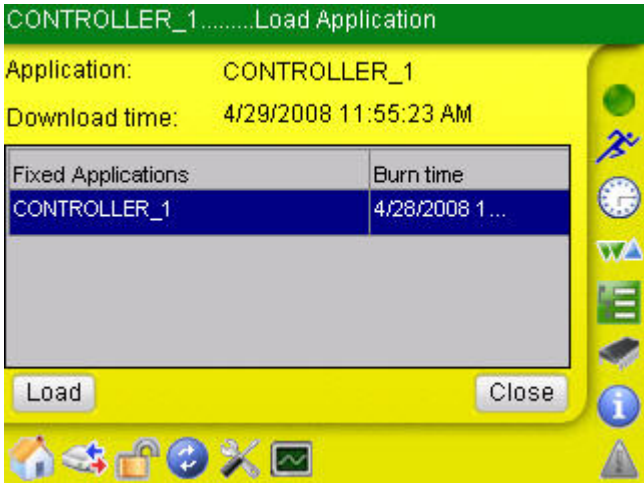 CONTROLLER_1.........Load Application
Application: CONTROLLER_1
Download time: 4/29/2008 11:55:23 AM
Fixed Applications Burn time
CONTROLLER_1 4/28/2008 1...
Load Close